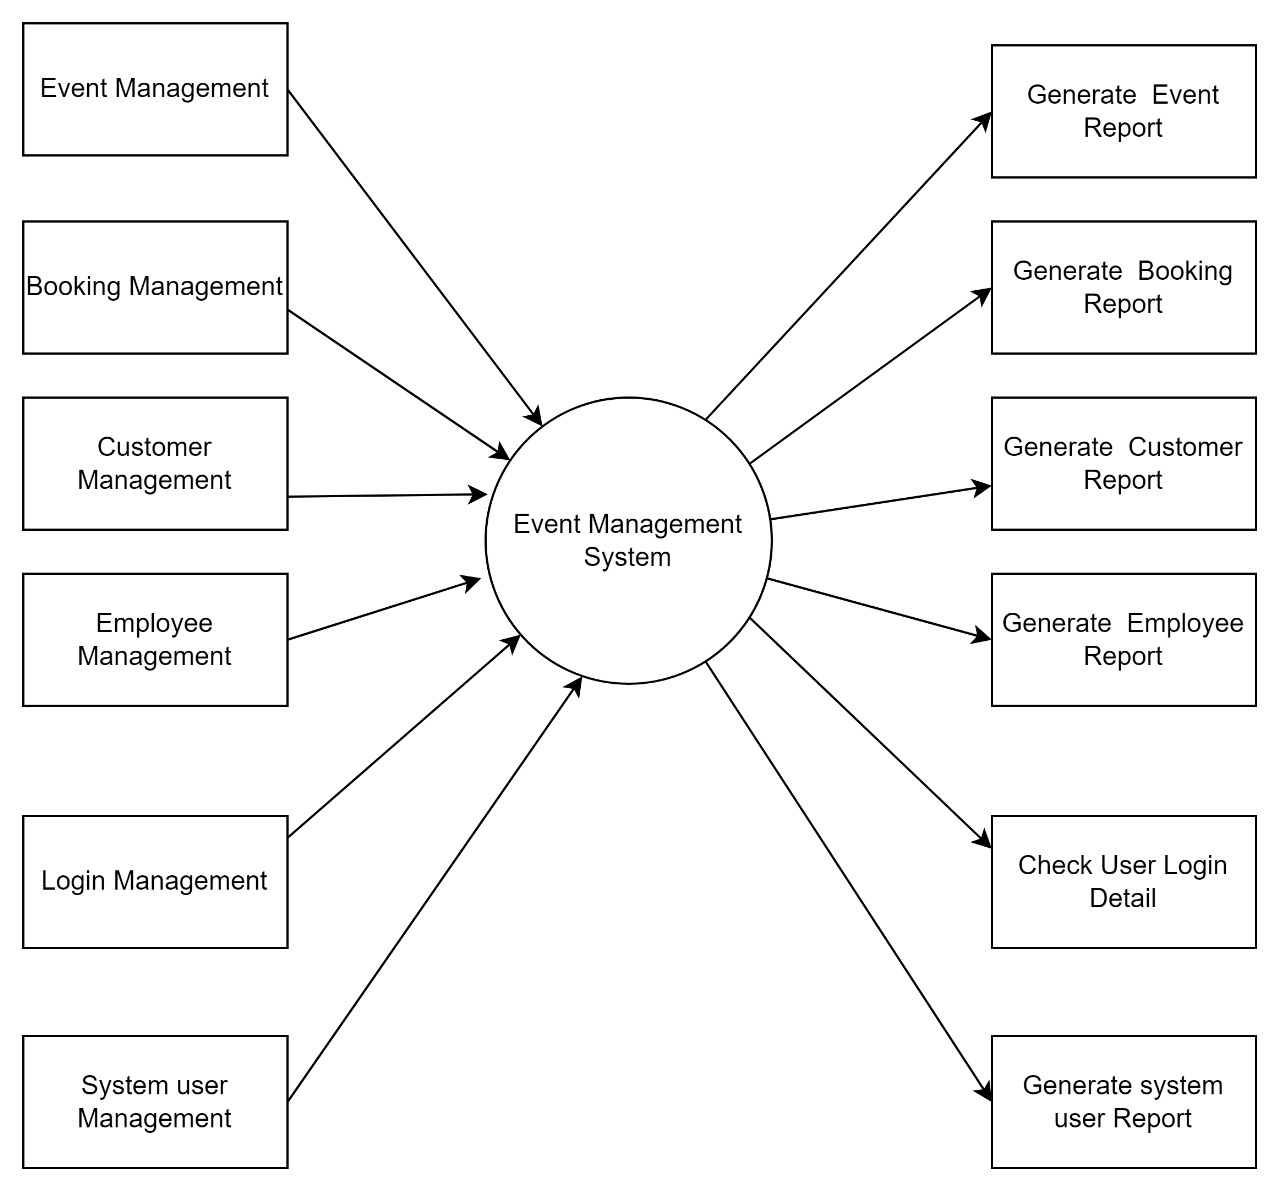 Event Management
Booking Management
Customer
Management
Employee
Management
Login Management
System user
Management
Event Management
System
Generate  Event
Report
Generate  Booking
Report
Generate  Customer
Report
Generate  Employee
Report
Check User Login
Detail
Generate system
user Report